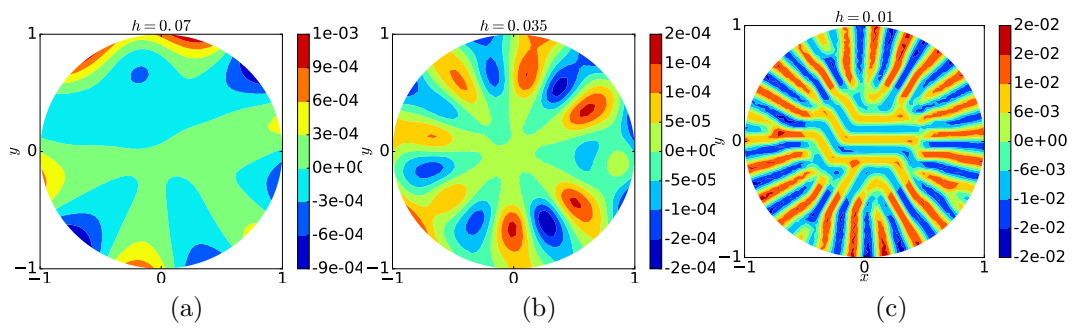 h = 0.07
h = 0.035
h = 0.01
1
0
−1
y
−1
0
1
1e-03
9e-04
6e-04
3e-04
0e+00
-3e-04
-6e-04
-9e-04
1
0
−1
y
−1
0
1
2e-04
1e-04
1e-04
5e-05
0e+00
-5e-05
-1e-04
-1e-04
-2e-04
1
0
−1
y
−1
0
1
x
2e-02
2e-02
1e-02
6e-03
0e+00
-6e-03
-1e-02
-2e-02
-2e-02
(a)
(b)
(c)